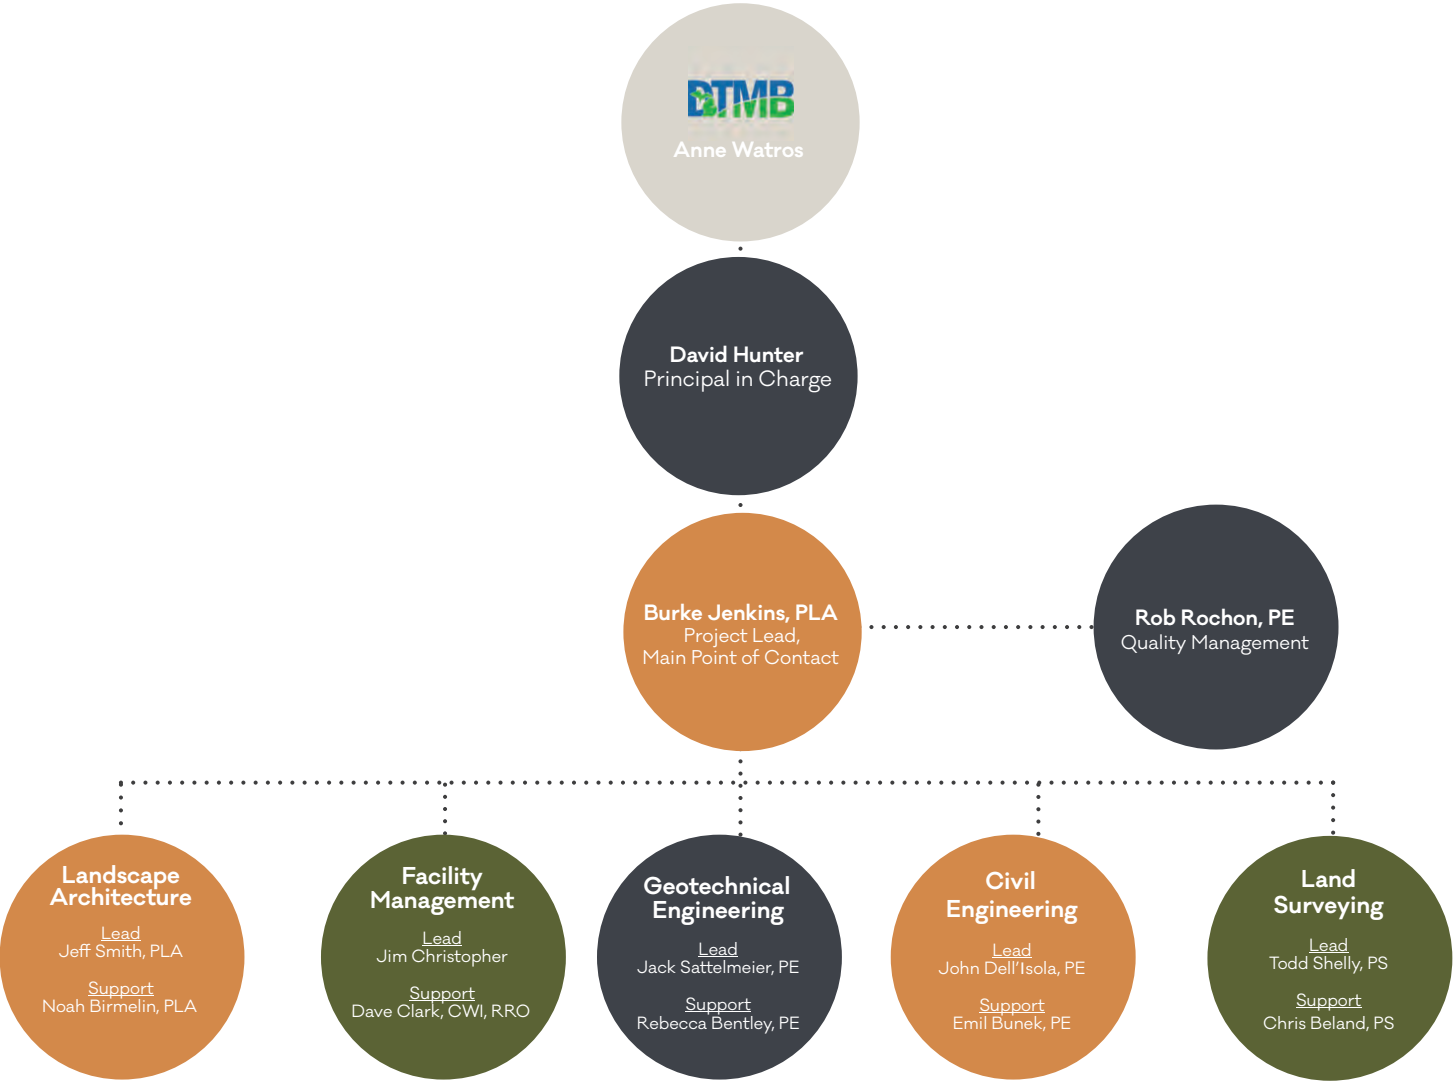 DTMB
Anne Watros
David Hunter
Principal in Charge
Burke Jenkins, PLA
Project Lead,
Main Point of Contact
Rob Rochon, PE
Quality Management
Landscape
Architecture
Lead
Jeff Smith, PLA
Support
Noah Birmelin, PLA
Facility
Management
Lead
Jim Christopher
Support
Dave Clark, CWI, RRO
Geotechnical
Engineering
Lead
Jack Sattelmeier, PE
Support
Rebecca Bentley, PE
Civil
Engineering
Lead
John Dell'Isola, PE
Support
Emil Bunek, PE
Land
Surveying
Lead
Todd Shelly, PS
Support
Chris Beland, PS